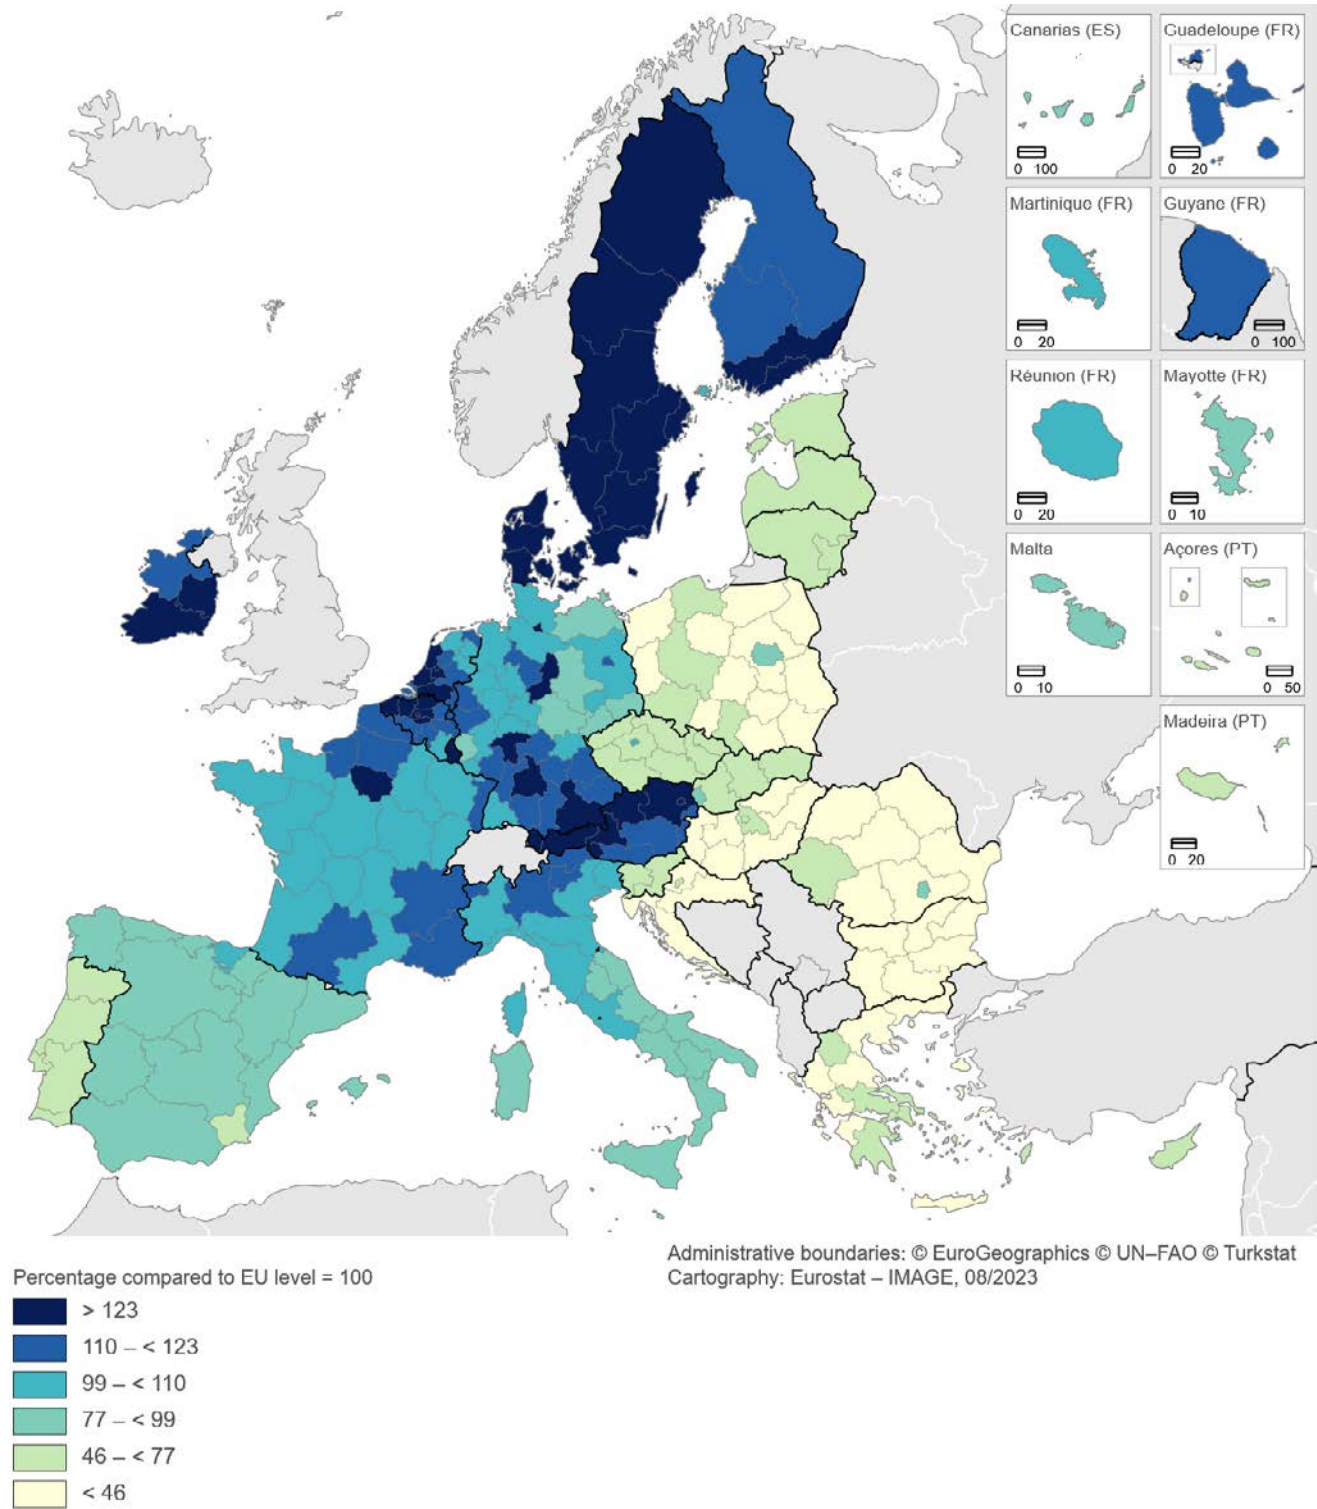 Canarias (ES)
0 100
Guadeloupe (FR)
0 20
Martinique (FR)
0 20
Guyane (FR)
0 100
Réunion (FR)
0 20
Mayotte (FR)
0 10
Malta
0 10
Açores (PT)
0 50
Madeira (PT)
0 20
Administrative boundaries: © EuroGeographics © UN–FAO © Turkstat
Cartography: Eurostat – IMAGE, 08/2023
Percentage compared to EU level = 100
> 123
110 – < 123
99 – < 110
77 – < 99
46 – < 77
< 46